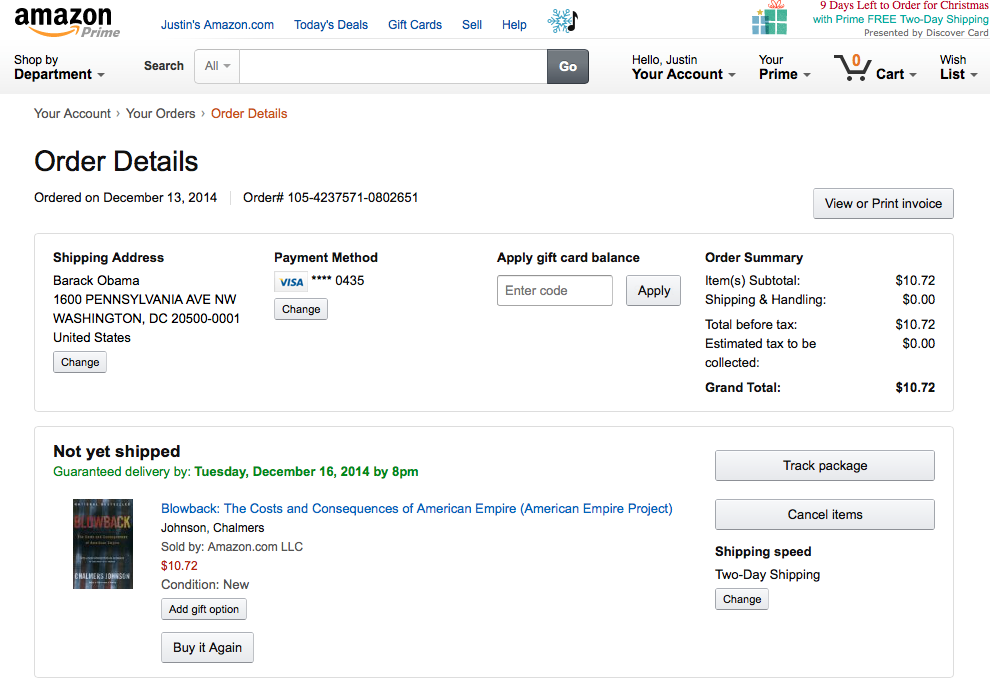 amazon
Prime
Justin's Amazon.com Today's Deals Gift Cards Sell Help
9 Days Left to Order for Christmas
with Prime FREE Two-Day Shipping
Presented by Discover Card
Shop by
Department
Search All Go
Hello, Justin
Your Account
Your
Prime
0
Cart
Wish
List
Your Account › Your Orders › Order Details
Order Details
Ordered on December 13, 2014 Order# 105-4237571-0802651
View or Print invoice
Shipping Address
Barack Obama
1600 PENNSYLVANIA AVE NW
WASHINGTON, DC 20500-0001
United States
Change
Payment Method
VISA **** 0435
Change
Apply gift card balance
Enter code Apply
Order Summary
Item(s) Subtotal: $10.72
Shipping & Handling: $0.00
Total before tax: $10.72
Estimated tax to be $0.00
collected:
Grand Total: $10.72
Not yet shipped
Guaranteed delivery by: Tuesday, December 16, 2014 by 8pm
NATIONAL BESTSELLER
BLOWBACK
The Costs and Consequences
of American Empire
CHALMERS JOHNSON
Blowback: The Costs and Consequences of American Empire (American Empire Project)
Johnson, Chalmers
Sold by: Amazon.com LLC
$10.72
Condition: New
Add gift option
Buy it Again
Track package
Cancel items
Shipping speed
Two-Day Shipping
Change